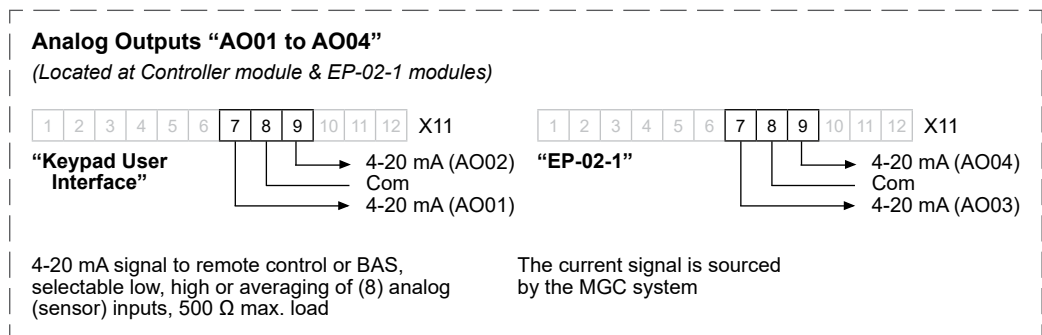 Analog Outputs “AO01 to AO04”
(Located at Controller module & EP-02-1 modules)
1 2 3 4 5 6 7 8 9 10 11 12 X11
“Keypad User
Interface”
4-20 mA (AO02)
Com
4-20 mA (AO01)
1 2 3 4 5 6 7 8 9 10 11 12 X11
“EP-02-1”
4-20 mA (AO04)
Com
4-20 mA (AO03)
4-20 mA signal to remote control or BAS,
selectable low, high or averaging of (8) analog
(sensor) inputs, 500 Ω max. load
The current signal is sourced
by the MGC system